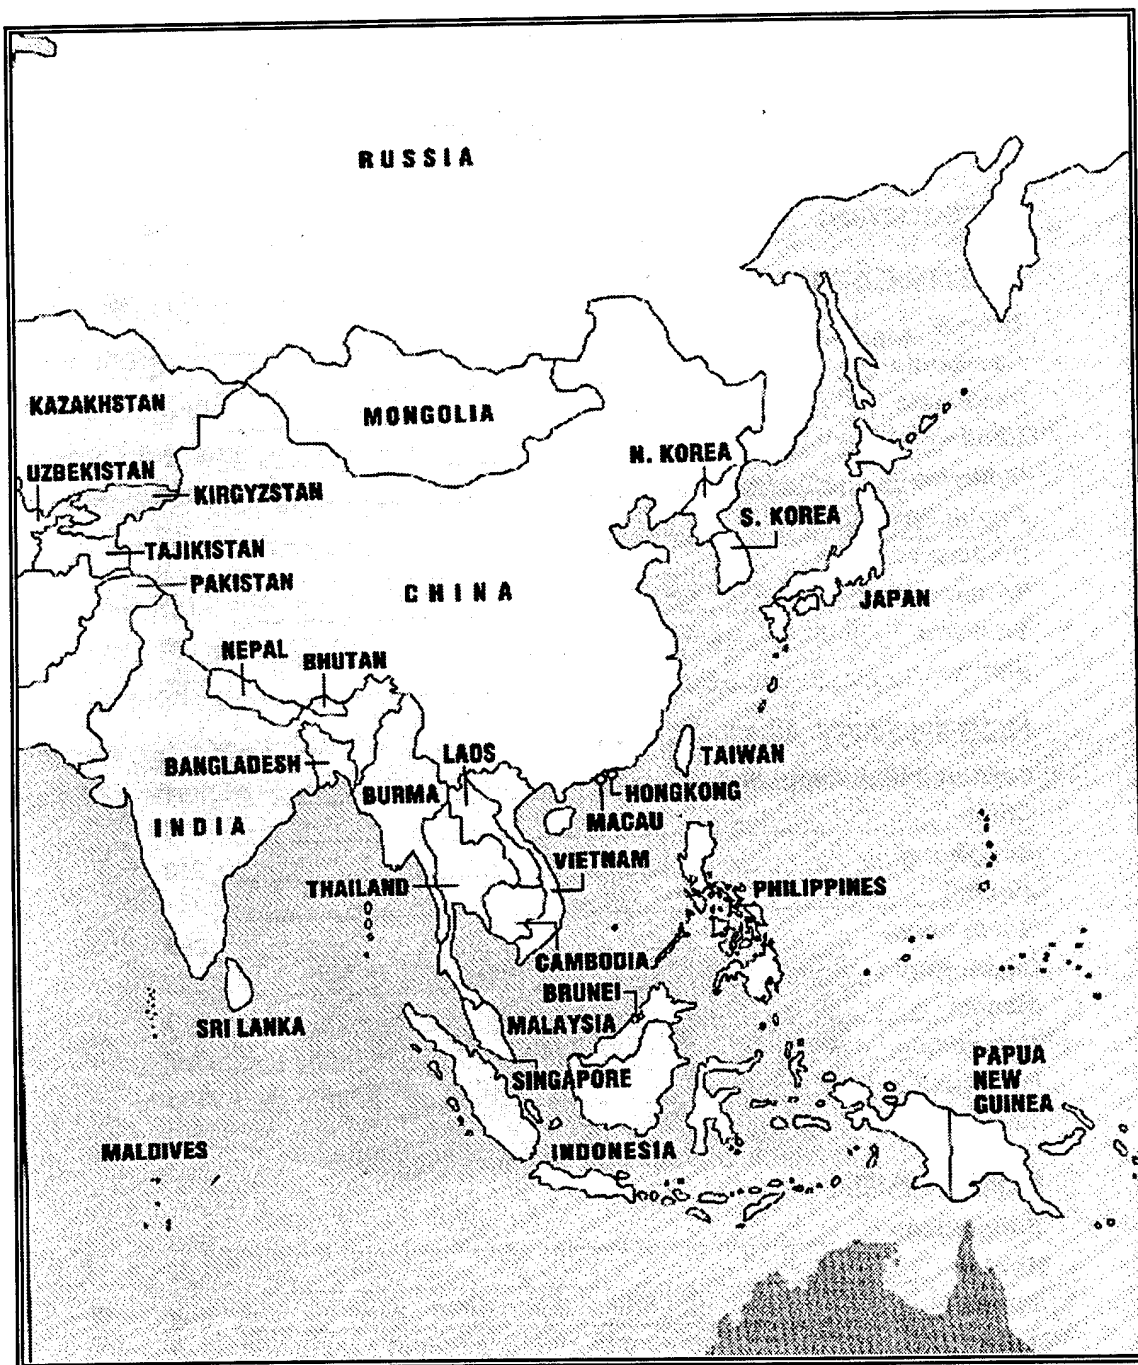 RUSSIA
KAZAKHSTAN
MONGOLIA
N. KOREA
UZBEKISTAN
KIRGYZSTAN
S. KOREA
TAJIKISTAN
PAKISTAN
CHINA
JAPAN
NEPAL
BHUTAN
LAOS
TAIWAN
BANGLADESH
BURMA
HONGKONG
INDIA
MACAU
VIETNAM
THAILAND
PHILIPPINES
CAMBODIA
BRUNEI
SRI LANKA
MALAYSIA
PAPUA
NEW
GUINEA
SINGAPORE
MALDIVES
INDONESIA